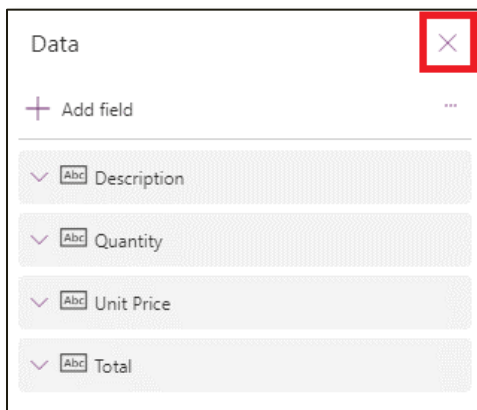 Data
Add field
Abc Description
Abc Quantity
Abc Unit Price
Abc Total